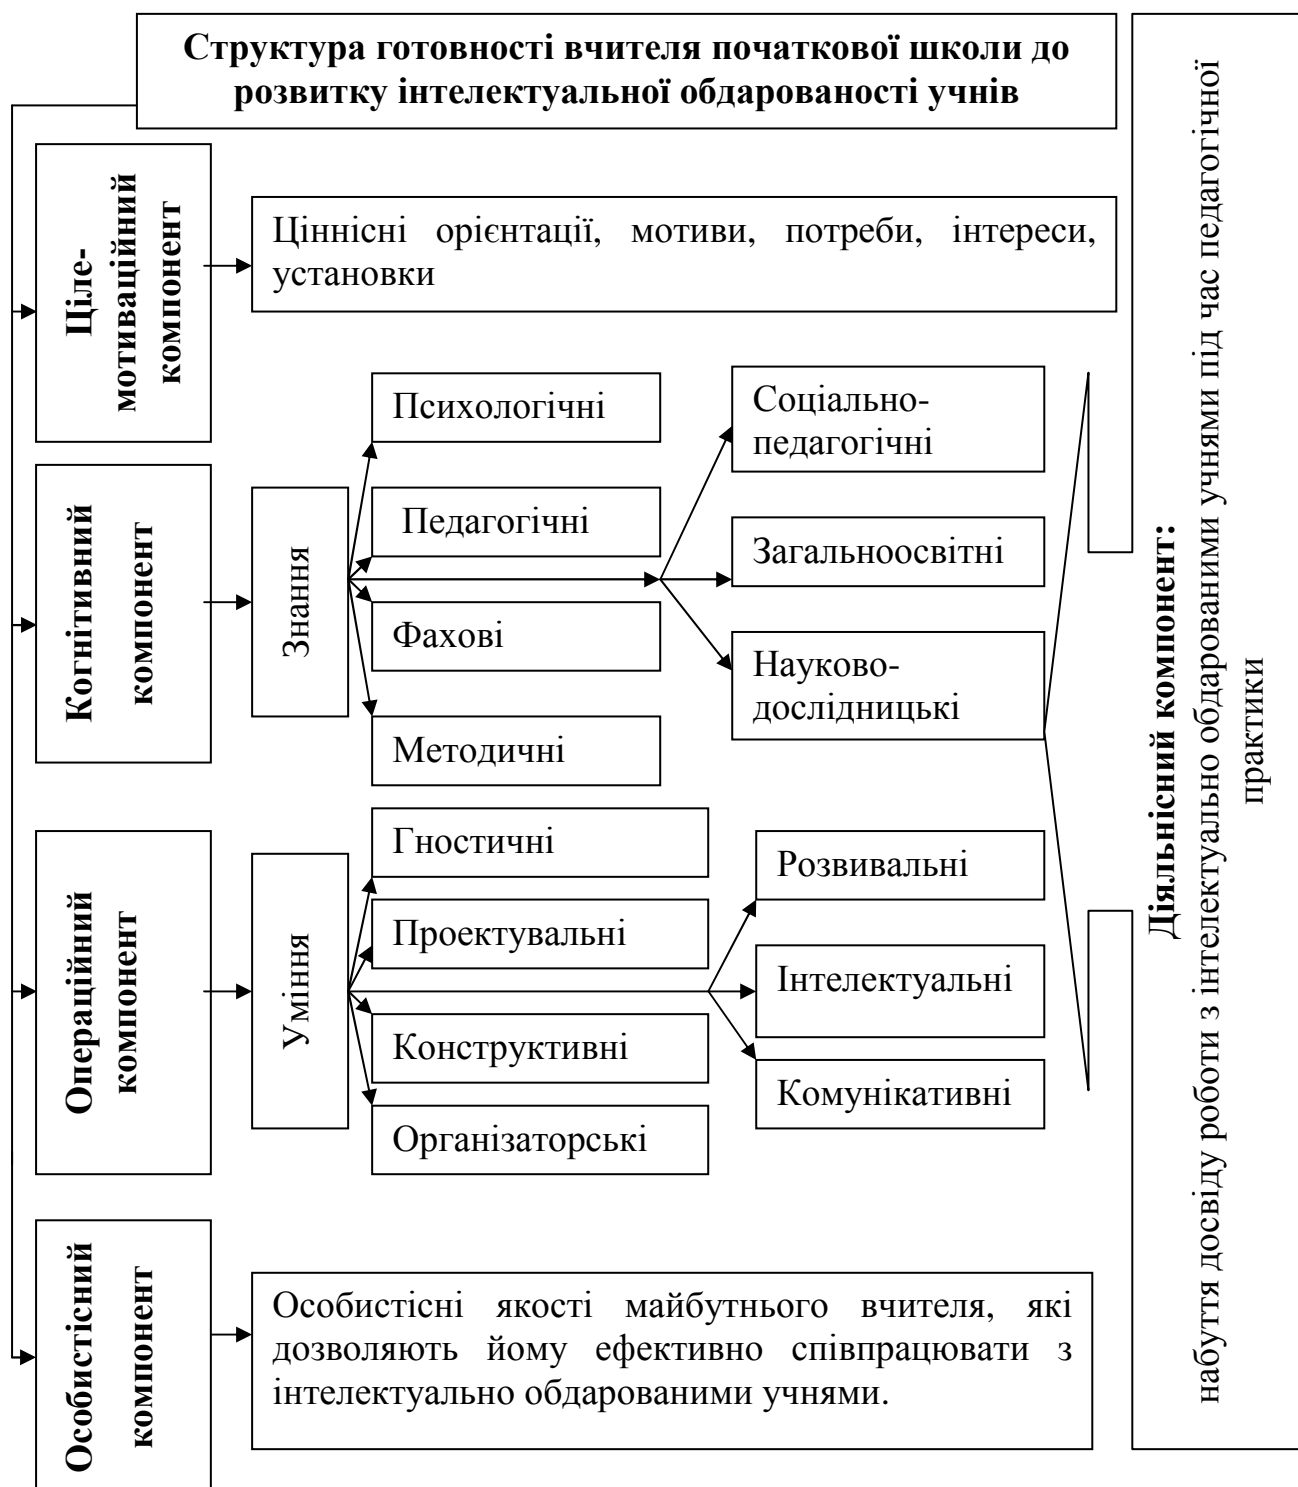 Структура готовності вчителя початкової школи до
розвитку інтелектуальної обдарованості учнів
Ціле-
мотиваційний
компонент
Ціннісні орієнтації, мотиви, потреби, інтереси,
установки
Когнітивний
компонент
Знання
Психологічні
Педагогічні
Фахові
Методичні
Соціально-
педагогічні
Загальноосвітні
Науково-
дослідницькі
Операційний
компонент
Уміння
Гностичні
Проектувальні
Конструктивні
Організаторські
Розвивальні
Інтелектуальні
Комунікативні
Особистісний
компонент
Особистісні якості майбутнього вчителя, які
дозволяють йому ефективно співпрацювати з
інтелектуально обдарованими учнями.
Діяльнісний компонент:
набуття досвіду роботи з інтелектуально обдарованими учнями під час педагогічної
практики